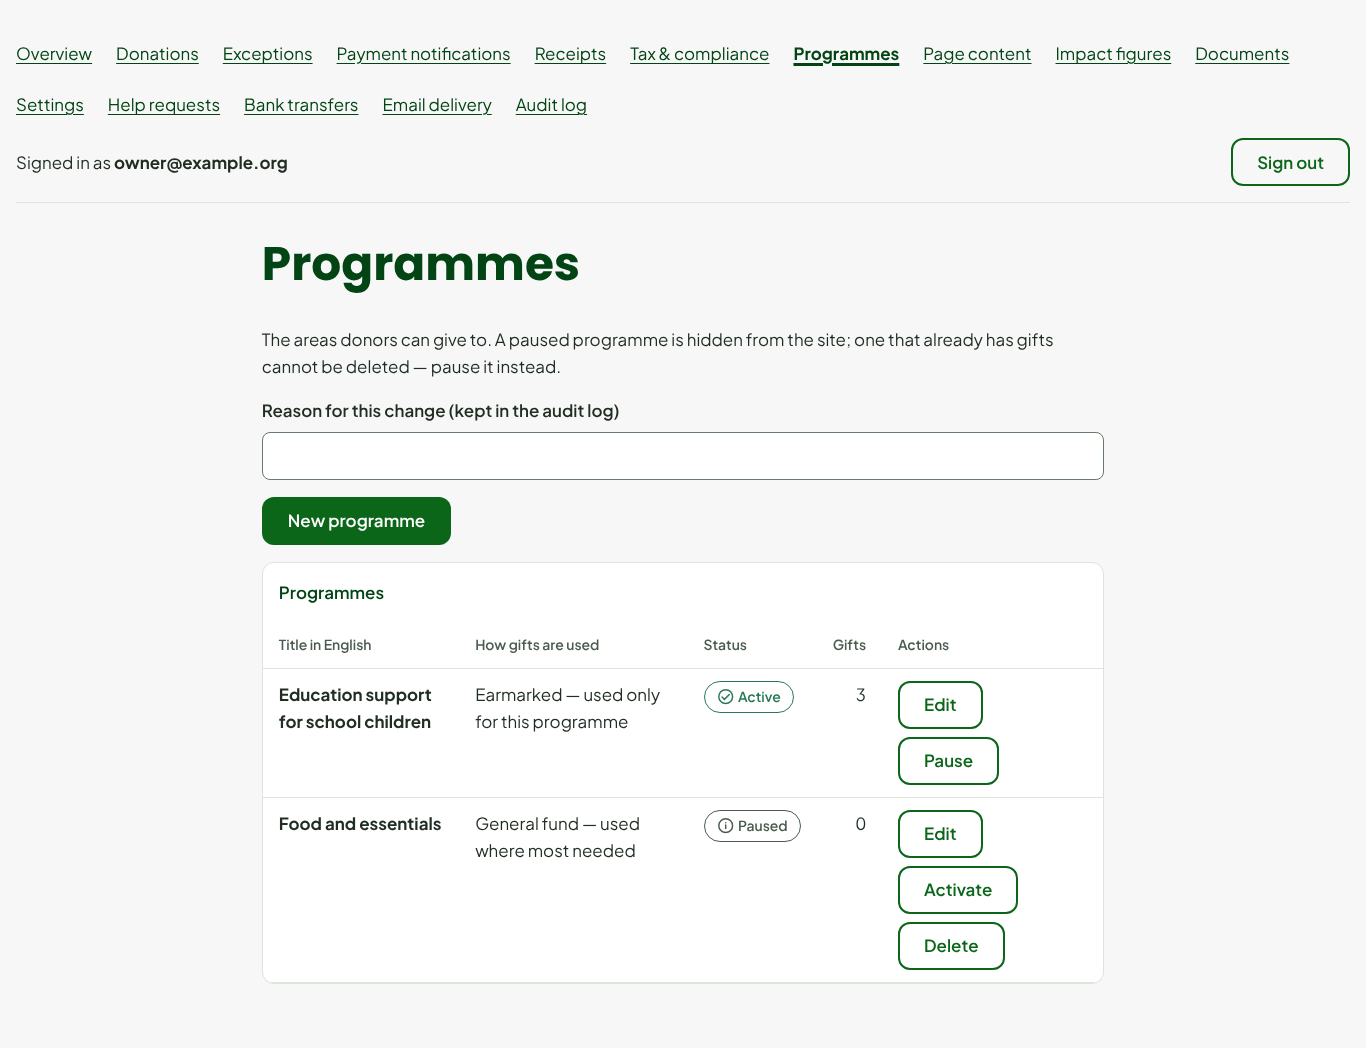 Overview Donations Exceptions Payment notifications Receipts Tax & compliance Programmes Page content Impact figures Documents
Settings Help requests Bank transfers Email delivery Audit log
Signed in as owner@example.org
Sign out
Programmes
The areas donors can give to. A paused programme is hidden from the site; one that already has gifts
cannot be deleted — pause it instead.
Reason for this change (kept in the audit log)
New programme
Programmes
Title in English How gifts are used Status Gifts Actions
Education support Earmarked — used only Active 3 Edit
for school children for this programme
Pause
Food and essentials General fund — used Paused 0 Edit
where most needed
Activate
Delete